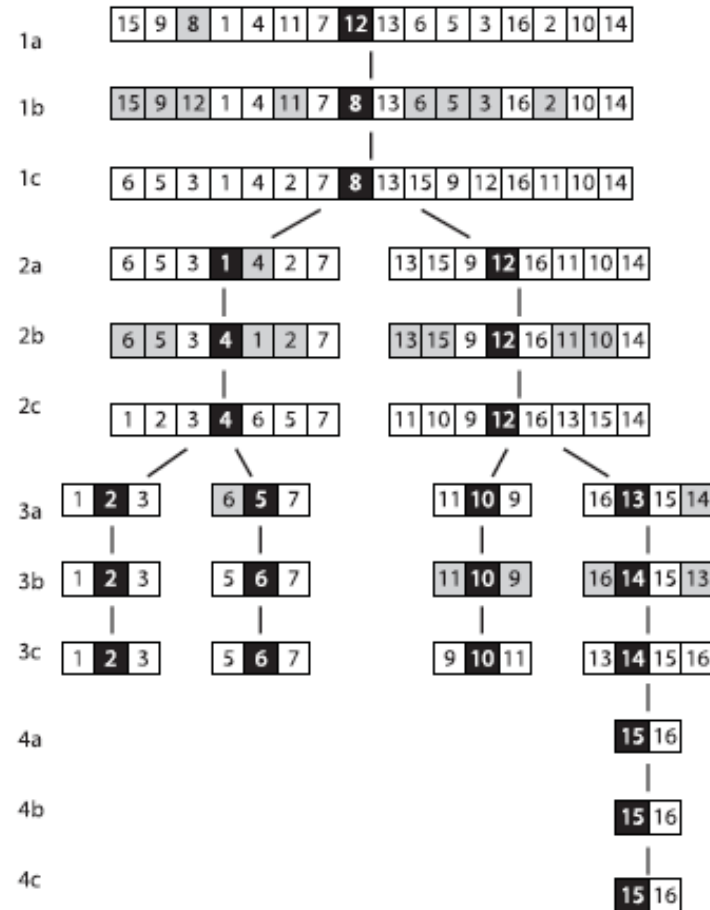 1a 15 9 8 1 4 11 7 12 13 6 5 3 16 2 10 14
1b 15 9 12 1 4 11 7 8 13 6 5 3 16 2 10 14
1c 6 5 3 1 4 2 7 8 13 15 9 12 16 11 10 14
2a 6 5 3 1 4 2 7 13 15 9 12 16 11 10 14
2b 6 5 3 4 1 2 7 13 15 9 12 16 11 10 14
2c 1 2 3 4 6 5 7 11 10 9 12 16 13 15 14
3a 1 2 3 6 5 7 11 10 9 16 13 15 14
3b 1 2 3 5 6 7 11 10 9 16 14 15 13
3c 1 2 3 5 6 7 9 10 11 13 14 15 16
4a 15 16
4b 15 16
4c 15 16